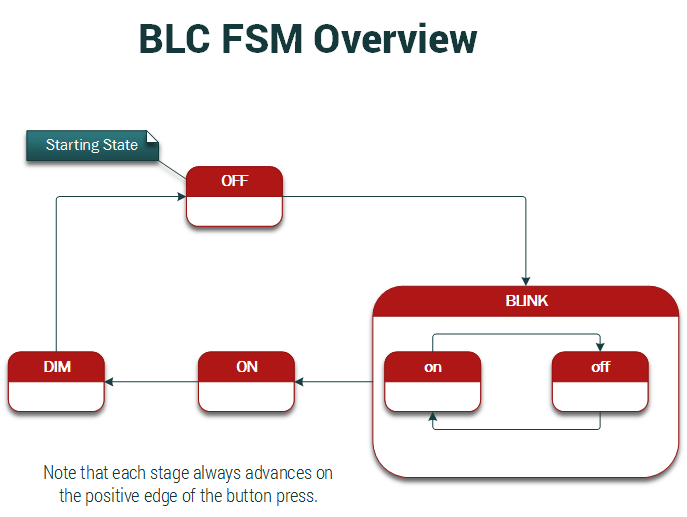 BLC FSM Overview
Starting State
OFF
BLINK
DIM
ON
on
off
Note that each stage always advances on
the positive edge of the button press.